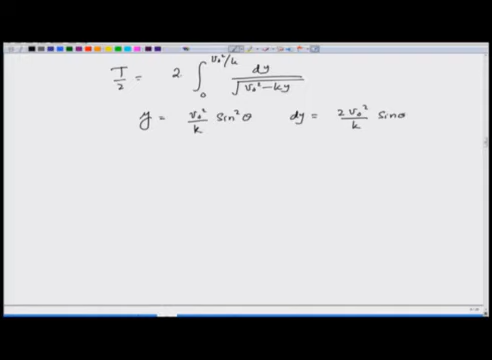 T/2 = 2 ∫₀^{v₀²/k} dy / √(v₀² − ky)
y = v₀²/k sin²θ dy = 2v₀²/k sinθ